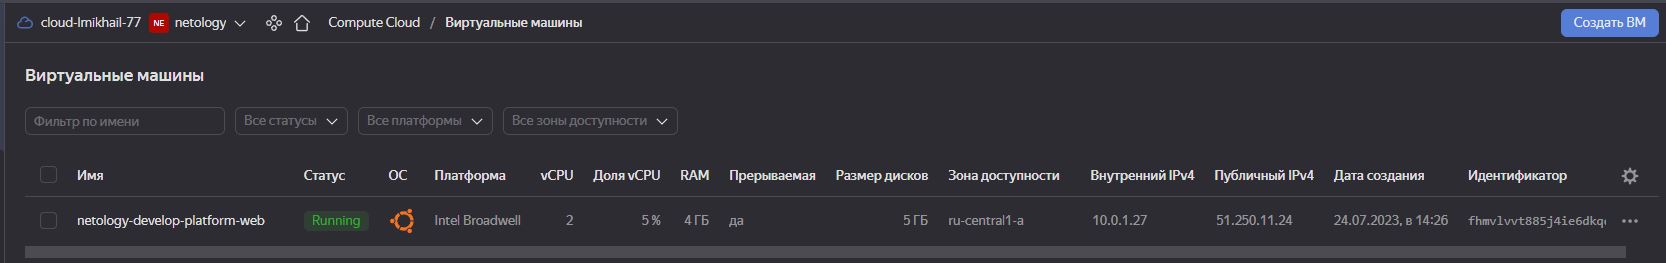 cloud-lmikhail-77 NE netology Compute Cloud / Виртуальные машины Создать ВМ
Виртуальные машины
Фильтр по имени Все статусы Все платформы Все зоны доступности
Имя Статус ОС Платформа vCPU Доля vCPU RAM Прерываемая Размер дисков Зона доступности Внутренний IPv4 Публичный IPv4 Дата создания Идентификатор
netology-develop-platform-web Running Intel Broadwell 2 5 % 4 ГБ да 5 ГБ ru-central1-a 10.0.1.27 51.250.11.24 24.07.2023, в 14:26